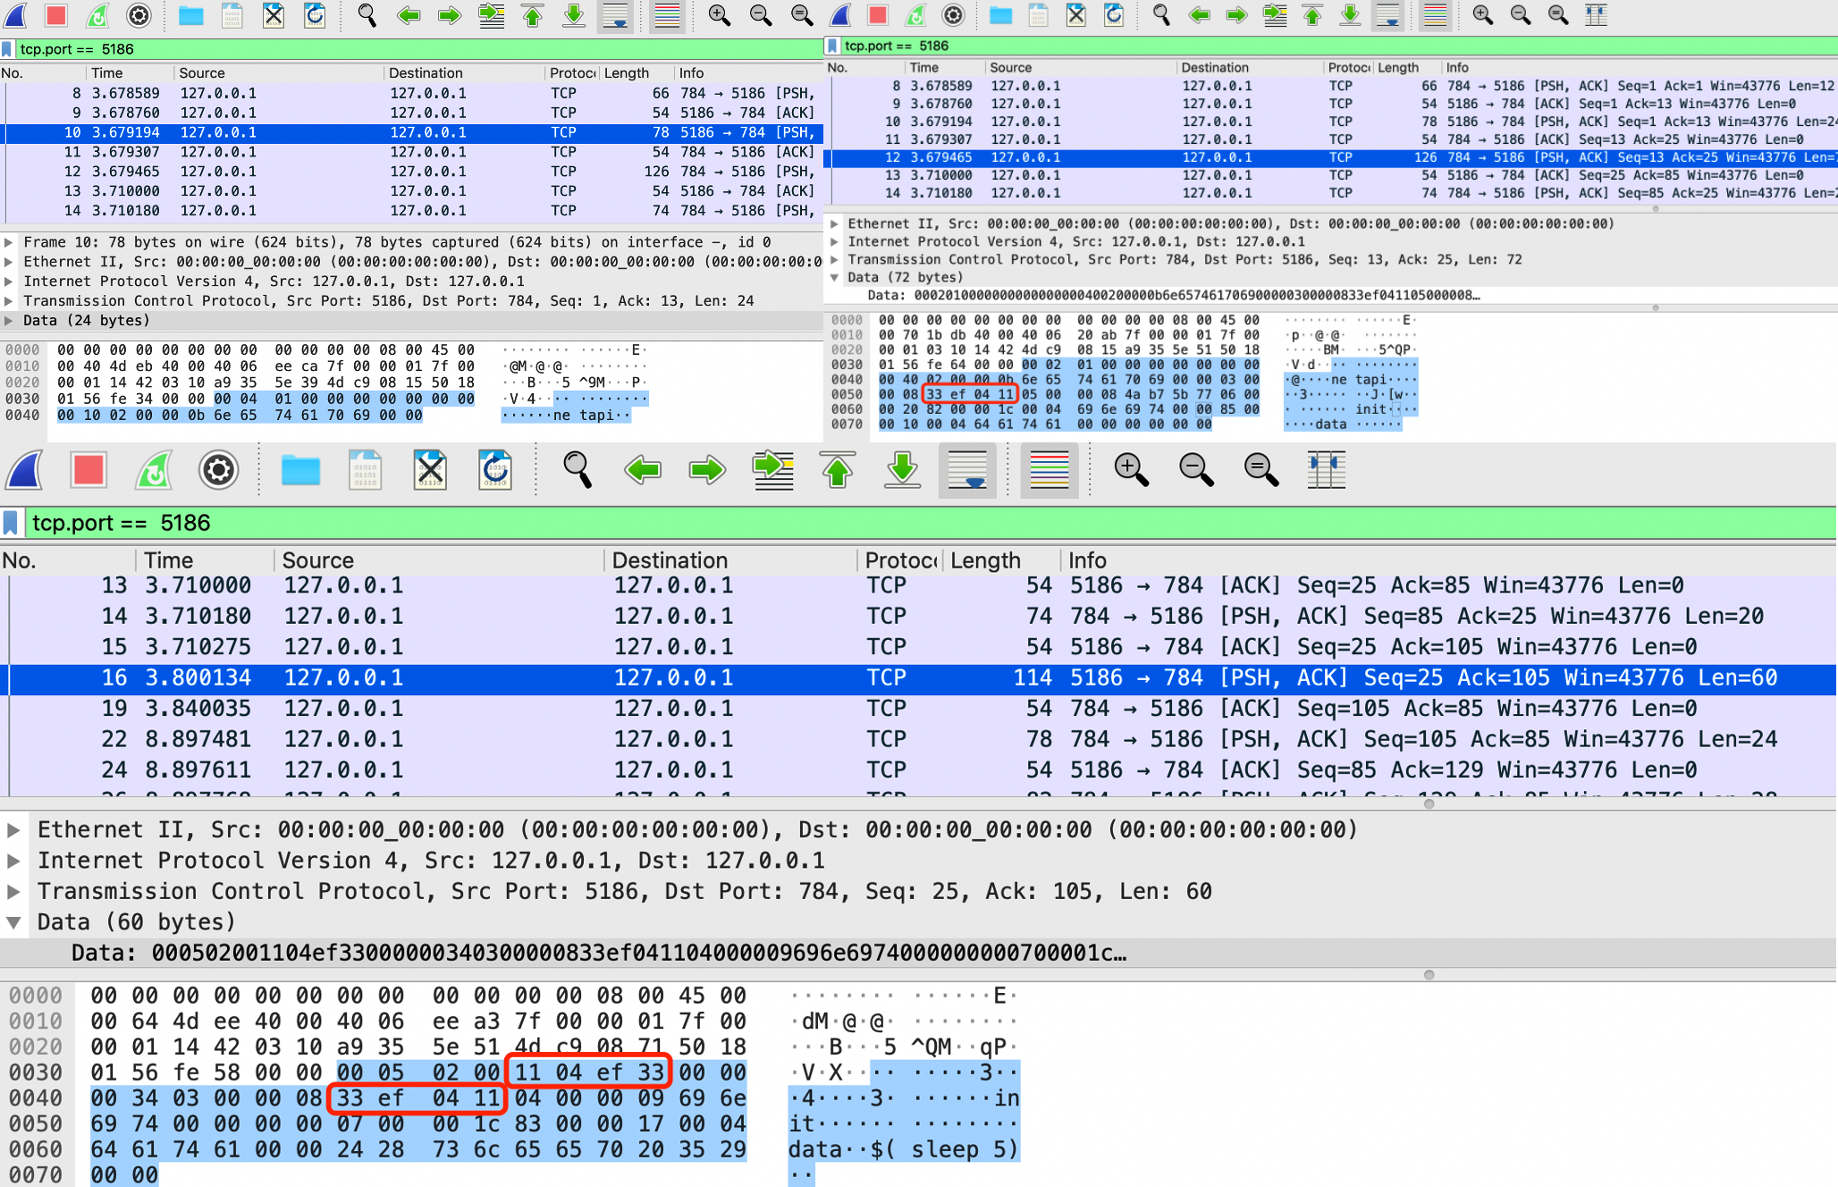 tcp.port == 5186
No. Time Source Destination Protoc Length Info
8 3.678589 127.0.0.1 127.0.0.1 TCP 66 784 → 5186 [PSH,
9 3.678760 127.0.0.1 127.0.0.1 TCP 54 5186 → 784 [ACK]
10 3.679194 127.0.0.1 127.0.0.1 TCP 78 5186 → 784 [PSH,
11 3.679307 127.0.0.1 127.0.0.1 TCP 54 784 → 5186 [ACK]
12 3.679465 127.0.0.1 127.0.0.1 TCP 126 784 → 5186 [PSH,
13 3.710000 127.0.0.1 127.0.0.1 TCP 54 5186 → 784 [ACK]
14 3.710180 127.0.0.1 127.0.0.1 TCP 74 784 → 5186 [PSH,
Frame 10: 78 bytes on wire (624 bits), 78 bytes captured (624 bits) on interface -, id 0
Ethernet II, Src: 00:00:00_00:00:00 (00:00:00:00:00:00), Dst: 00:00:00_00:00:00 (00:00:00:00:00:0
Internet Protocol Version 4, Src: 127.0.0.1, Dst: 127.0.0.1
Transmission Control Protocol, Src Port: 5186, Dst Port: 784, Seq: 1, Ack: 13, Len: 24
Data (24 bytes)
0000 00 00 00 00 00 00 00 00 00 00 00 00 08 00 45 00 ········ ······E·
0010 00 40 4d eb 40 00 40 06 ee ca 7f 00 00 01 7f 00 ·@M·@·@· ········
0020 00 01 14 42 03 10 a9 35 5e 39 4d c9 08 15 50 18 ···B···5 ^9M···P·
0030 01 56 fe 34 00 00 00 04 01 00 00 00 00 00 00 00 ·V·4···· ········
0040 00 10 02 00 00 0b 6e 65 74 61 70 69 00 00 ······ne tapi··
tcp.port == 5186
No. Time Source Destination Protoc Length Info
8 3.678589 127.0.0.1 127.0.0.1 TCP 66 784 → 5186 [PSH, ACK] Seq=1 Ack=1 Win=43776 Len=12
9 3.678760 127.0.0.1 127.0.0.1 TCP 54 5186 → 784 [ACK] Seq=1 Ack=13 Win=43776 Len=0
10 3.679194 127.0.0.1 127.0.0.1 TCP 78 5186 → 784 [PSH, ACK] Seq=1 Ack=13 Win=43776 Len=24
11 3.679307 127.0.0.1 127.0.0.1 TCP 54 784 → 5186 [ACK] Seq=13 Ack=25 Win=43776 Len=0
12 3.679465 127.0.0.1 127.0.0.1 TCP 126 784 → 5186 [PSH, ACK] Seq=13 Ack=25 Win=43776 Len=7
13 3.710000 127.0.0.1 127.0.0.1 TCP 54 5186 → 784 [ACK] Seq=25 Ack=85 Win=43776 Len=0
14 3.710180 127.0.0.1 127.0.0.1 TCP 74 784 → 5186 [PSH, ACK] Seq=85 Ack=25 Win=43776 Len=2
Ethernet II, Src: 00:00:00_00:00:00 (00:00:00:00:00:00), Dst: 00:00:00_00:00:00 (00:00:00:00:00:00)
Internet Protocol Version 4, Src: 127.0.0.1, Dst: 127.0.0.1
Transmission Control Protocol, Src Port: 784, Dst Port: 5186, Seq: 13, Ack: 25, Len: 72
Data (72 bytes)
Data: 000201000000000000000400200000b6e657461706900000300000833ef041105000008…
0000 00 00 00 00 00 00 00 00 00 00 00 00 08 00 45 00 ········ ······E·
0010 00 70 1b db 40 00 40 06 20 ab 7f 00 00 01 7f 00 ·p··@·@· ········
0020 00 01 03 10 14 42 4d c9 08 15 a9 35 5e 51 50 18 ·····BM· ···5^QP·
0030 01 56 fe 64 00 00 00 02 01 00 00 00 00 00 00 00 ·V·d···· ········
0040 00 40 02 00 00 0b 6e 65 74 61 70 69 00 00 03 00 ·@····ne tapi····
0050 00 08 33 ef 04 11 05 00 00 08 4a b7 5b 77 06 00 ··3····· ··J·[w··
0060 00 20 82 00 00 1c 00 04 69 6e 69 74 00 00 85 00 · ······ init····
0070 00 10 00 04 64 61 74 61 00 00 00 00 00 00 ····data ······
tcp.port == 5186
No. Time Source Destination Protoc Length Info
13 3.710000 127.0.0.1 127.0.0.1 TCP 54 5186 → 784 [ACK] Seq=25 Ack=85 Win=43776 Len=0
14 3.710180 127.0.0.1 127.0.0.1 TCP 74 784 → 5186 [PSH, ACK] Seq=85 Ack=25 Win=43776 Len=20
15 3.710275 127.0.0.1 127.0.0.1 TCP 54 5186 → 784 [ACK] Seq=25 Ack=105 Win=43776 Len=0
16 3.800134 127.0.0.1 127.0.0.1 TCP 114 5186 → 784 [PSH, ACK] Seq=25 Ack=105 Win=43776 Len=60
19 3.840035 127.0.0.1 127.0.0.1 TCP 54 784 → 5186 [ACK] Seq=105 Ack=85 Win=43776 Len=0
22 8.897481 127.0.0.1 127.0.0.1 TCP 78 784 → 5186 [PSH, ACK] Seq=105 Ack=85 Win=43776 Len=24
24 8.897611 127.0.0.1 127.0.0.1 TCP 54 5186 → 784 [ACK] Seq=85 Ack=129 Win=43776 Len=0
Ethernet II, Src: 00:00:00_00:00:00 (00:00:00:00:00:00), Dst: 00:00:00_00:00:00 (00:00:00:00:00:00)
Internet Protocol Version 4, Src: 127.0.0.1, Dst: 127.0.0.1
Transmission Control Protocol, Src Port: 5186, Dst Port: 784, Seq: 25, Ack: 105, Len: 60
Data (60 bytes)
Data: 000502001104ef33000000340300000833ef041104000009696e69740000000000700001c…
0000 00 00 00 00 00 00 00 00 00 00 00 00 08 00 45 00 ········ ······E·
0010 00 64 4d ee 40 00 40 06 ee a3 7f 00 00 01 7f 00 ·dM·@·@· ········
0020 00 01 14 42 03 10 a9 35 5e 51 4d c9 08 71 50 18 ···B···5 ^QM··qP·
0030 01 56 fe 58 00 00 00 05 02 00 11 04 ef 33 00 00 ·V·X···· ·····3··
0040 00 34 03 00 00 08 33 ef 04 11 04 00 00 09 69 6e ·4····3· ······in
0050 69 74 00 00 00 00 00 07 00 00 1c 83 00 00 17 00 04 it······ ········
0060 64 61 74 61 00 00 24 28 73 6c 65 65 70 20 35 29 data··$( sleep 5)
0070 00 00 ··